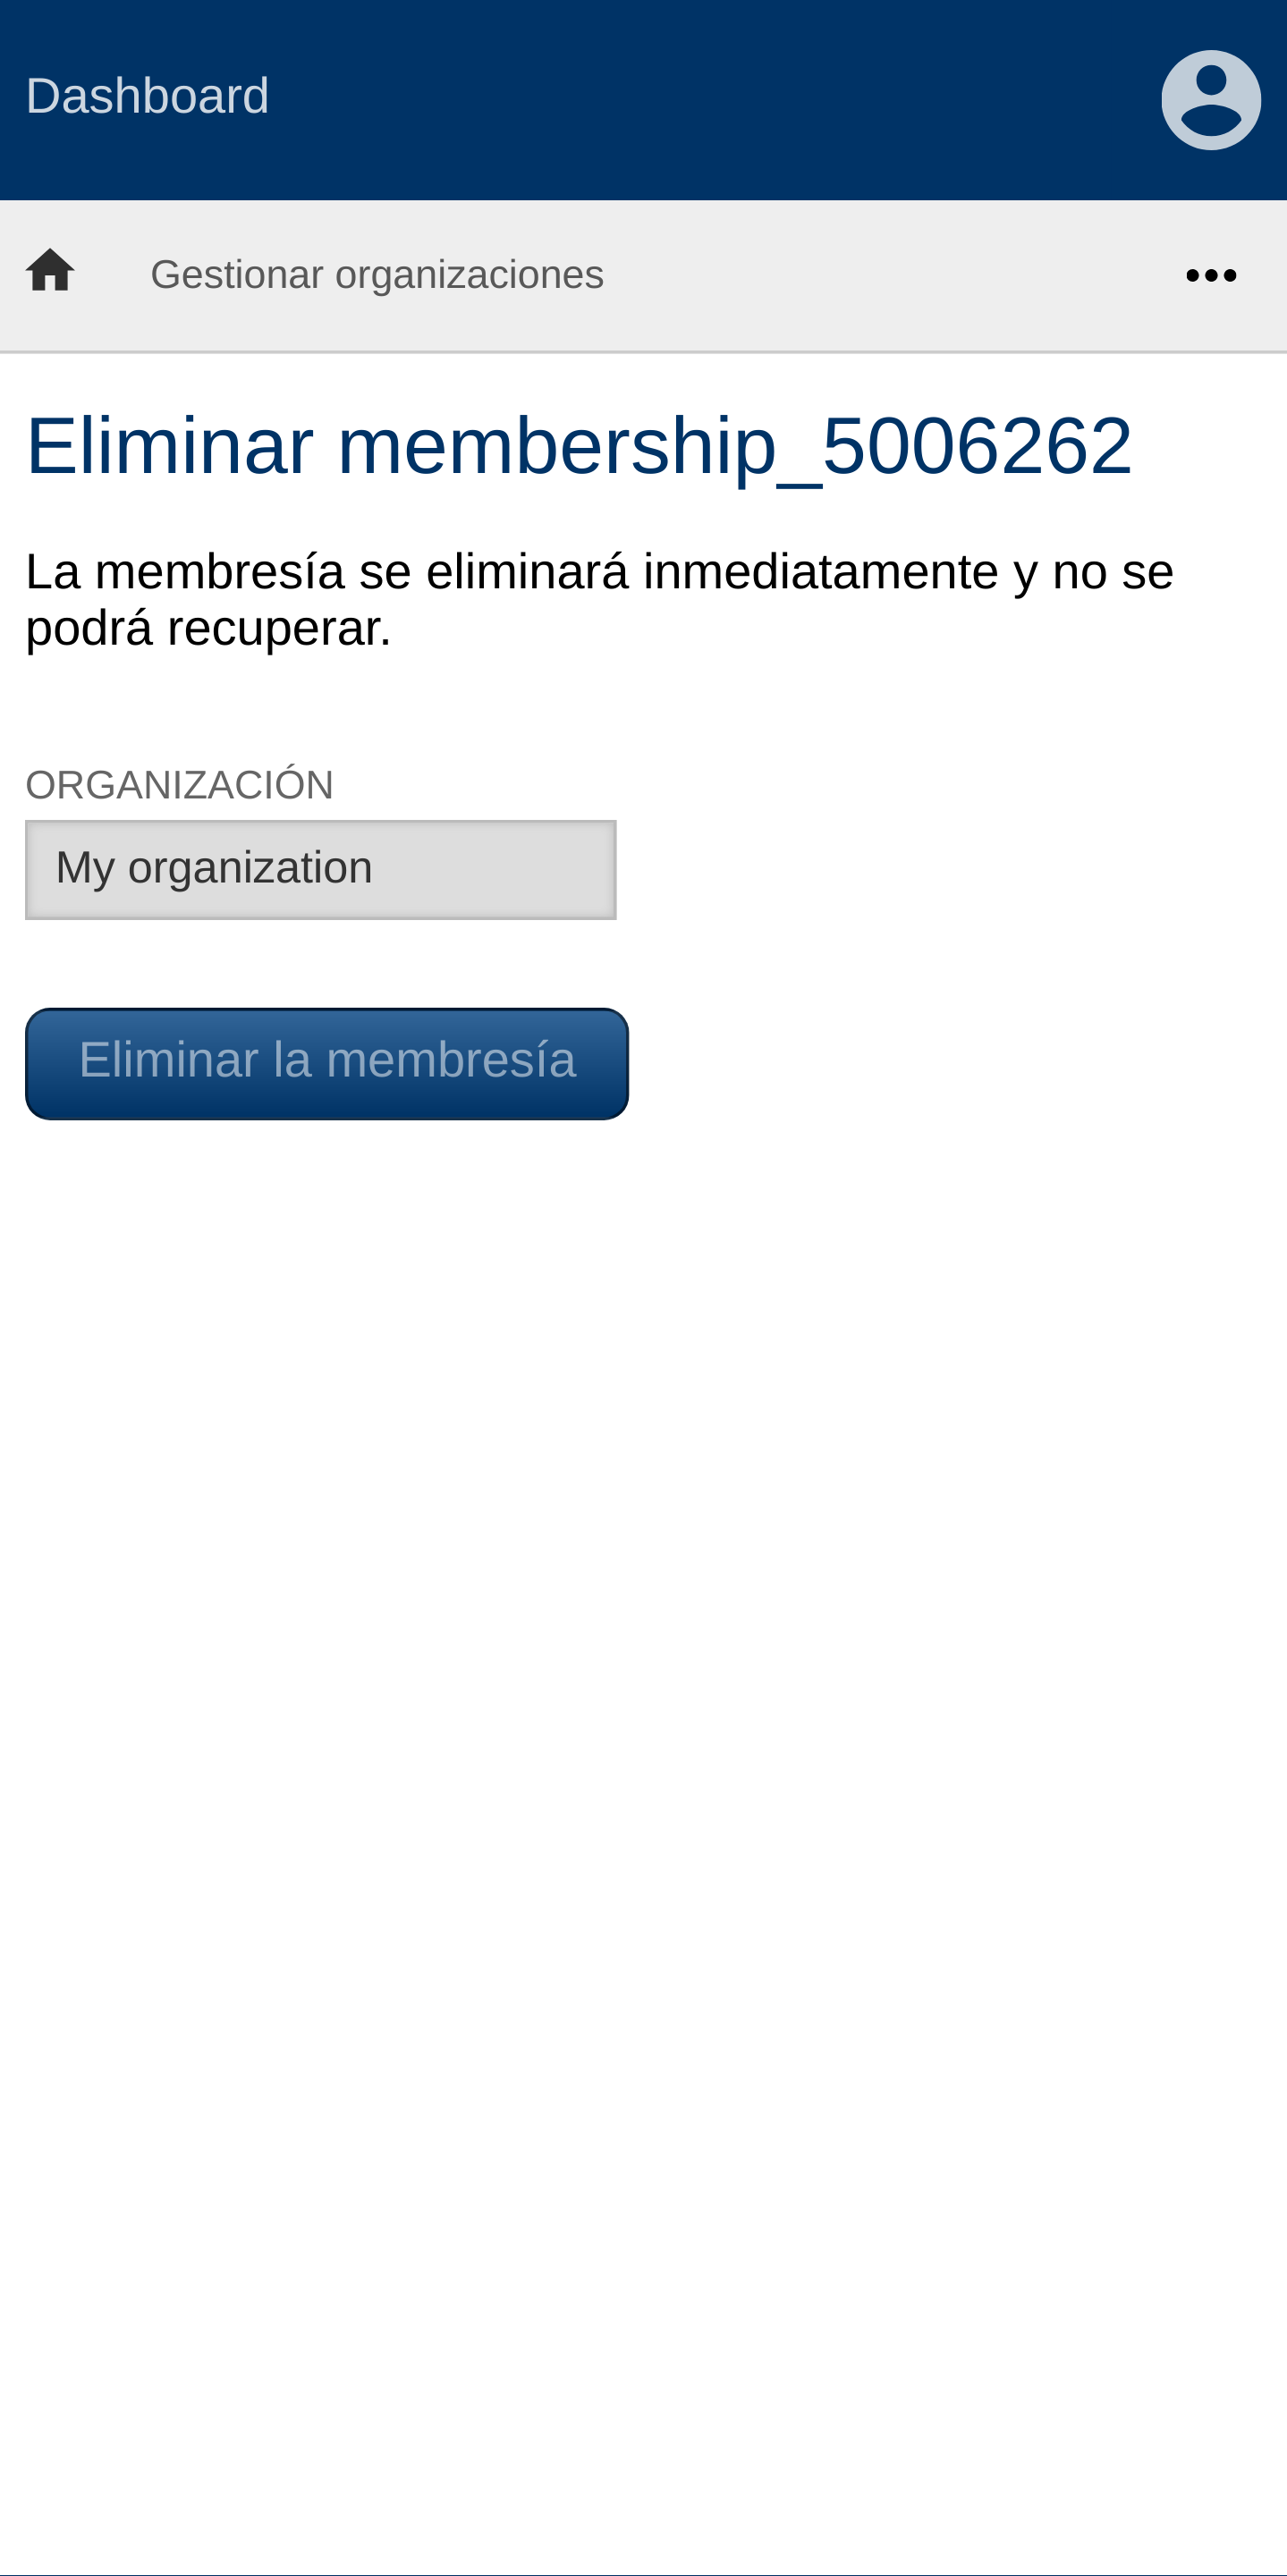 Dashboard
Gestionar organizaciones
Eliminar membership_5006262
La membresía se eliminará inmediatamente y no se
podrá recuperar.
ORGANIZACIÓN
My organization
Eliminar la membresía